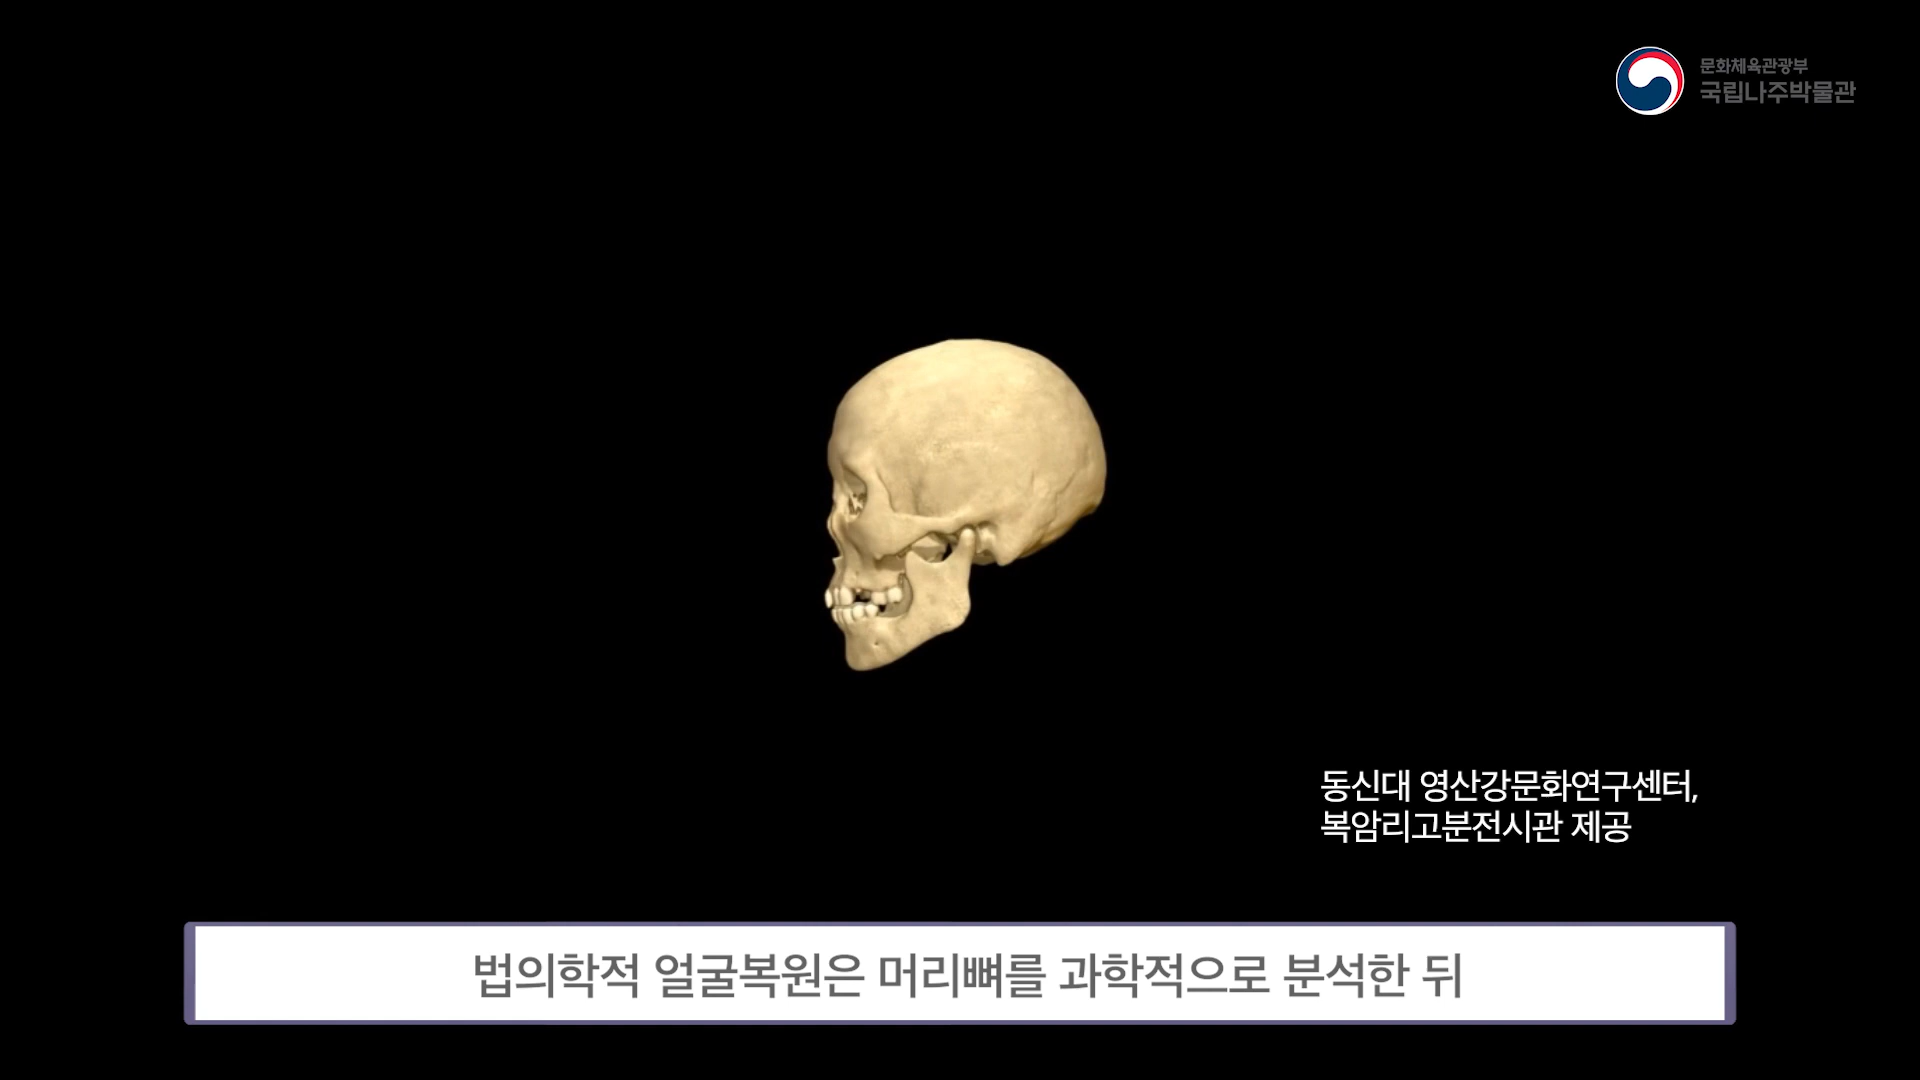 문화체육관광부
국립나주박물관
동신대 영산강문화연구센터,
복암리고분전시관 제공
법의학적 얼굴복원은 머리뼈를 과학적으로 분석한 뒤